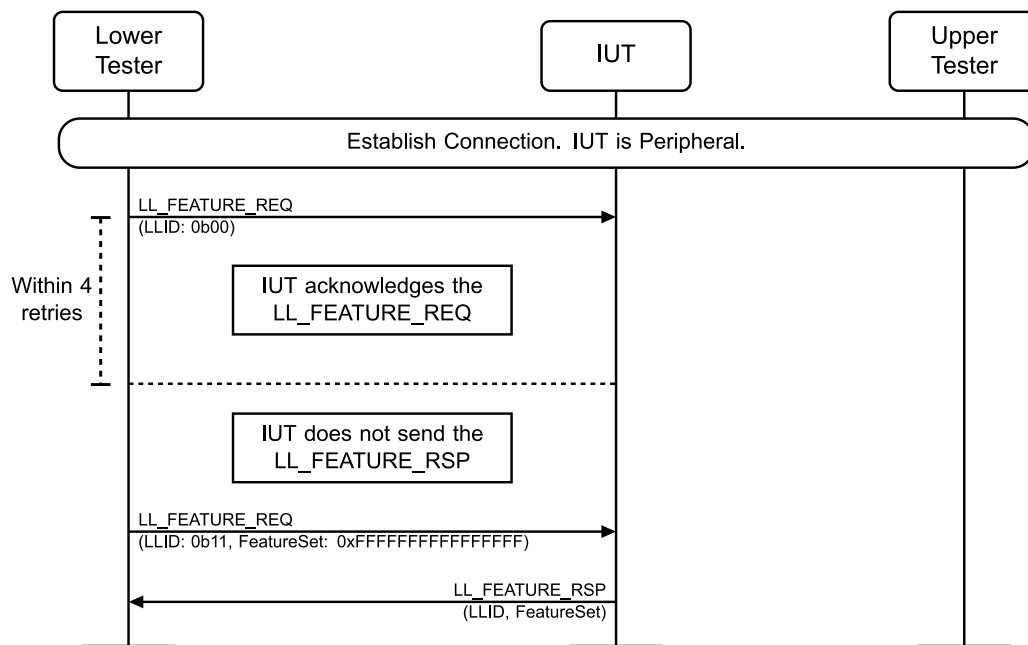 Lower
Tester
IUT
Upper
Tester
Establish Connection. IUT is Peripheral.
LL_FEATURE_REQ
(LLID: 0b00)
Within 4
retries
IUT acknowledges the
LL_FEATURE_REQ
IUT does not send the
LL_FEATURE_RSP
LL_FEATURE_REQ
(LLID: 0b11, FeatureSet: 0xFFFFFFFFFFFFFFFF)
LL_FEATURE_RSP
(LLID, FeatureSet)